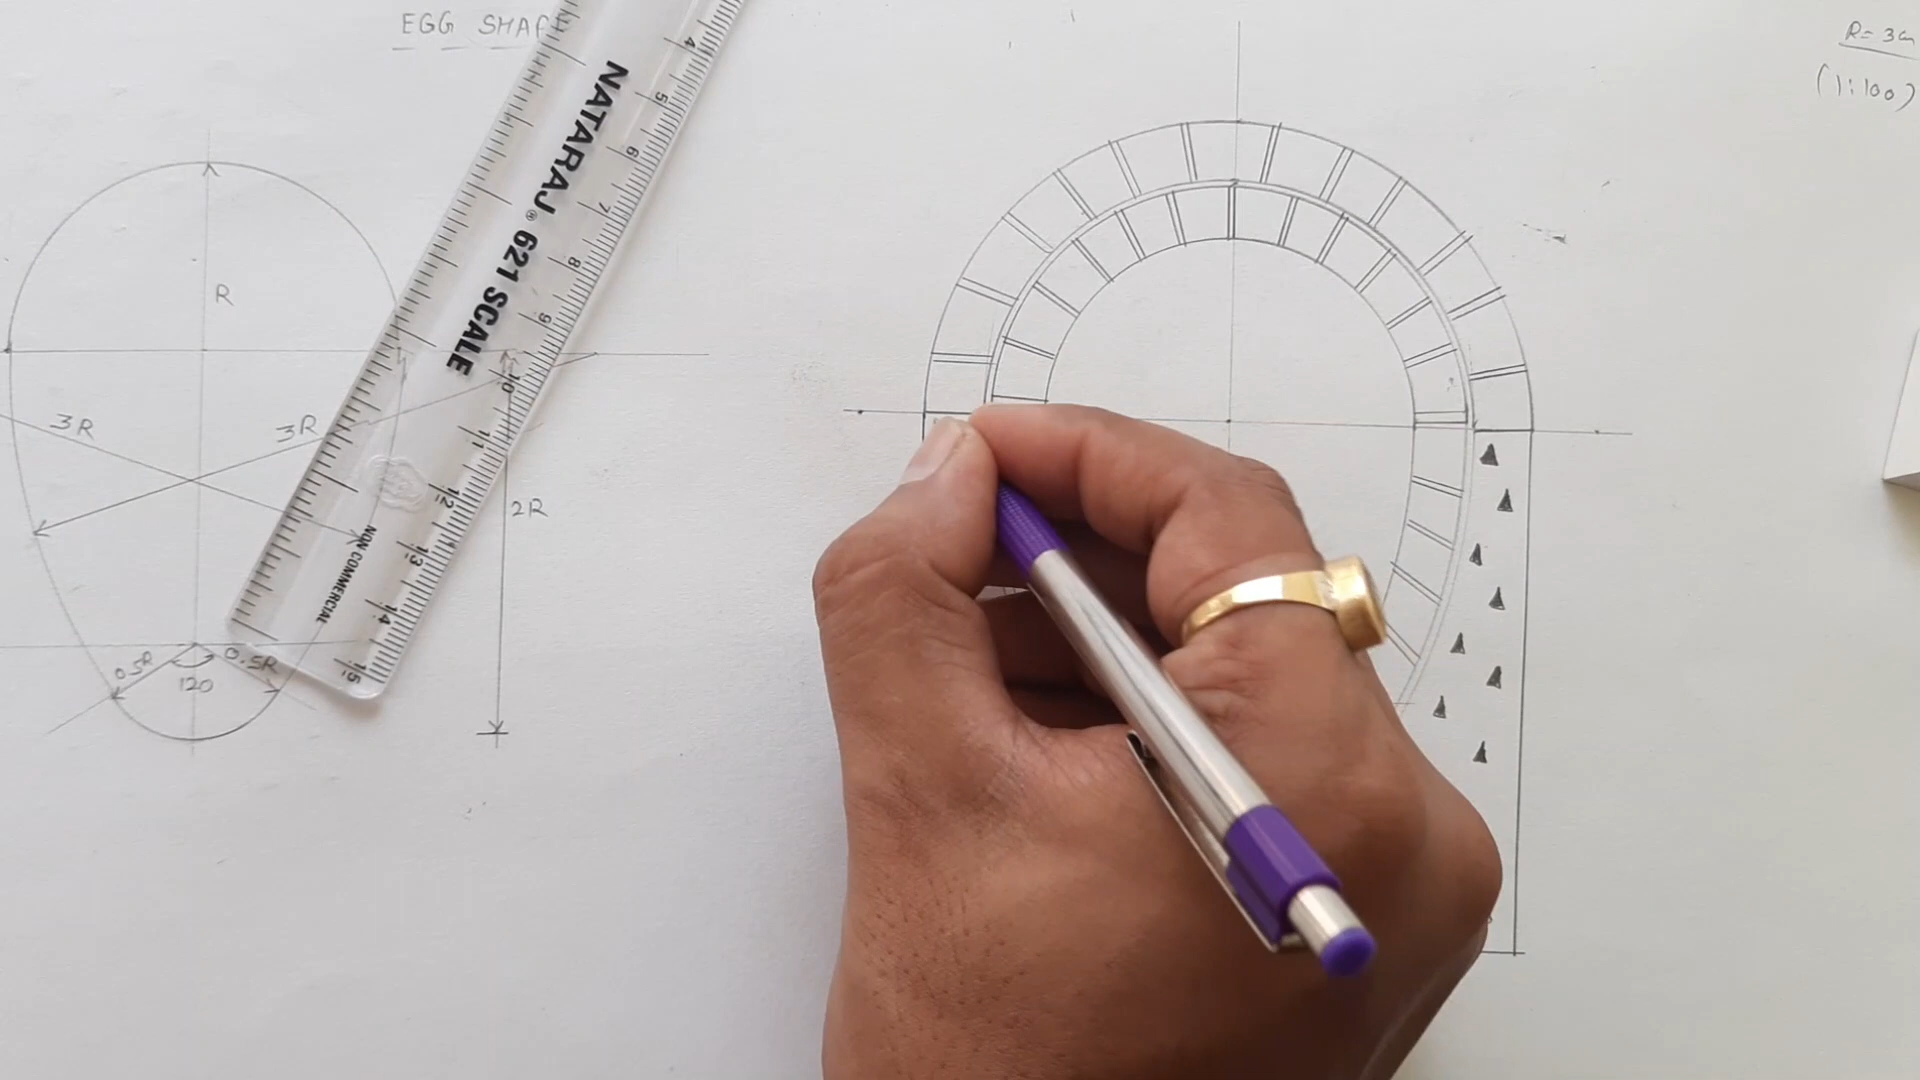 EGG SHAPE
R= 3cm
(1:100)
R
3R
3R
2R
0.5R
0.5R
120
NATARAJ® 621 SCALE
NON COMMERCIAL
4
5
6
7
8
9
10
11
12
13
14
15